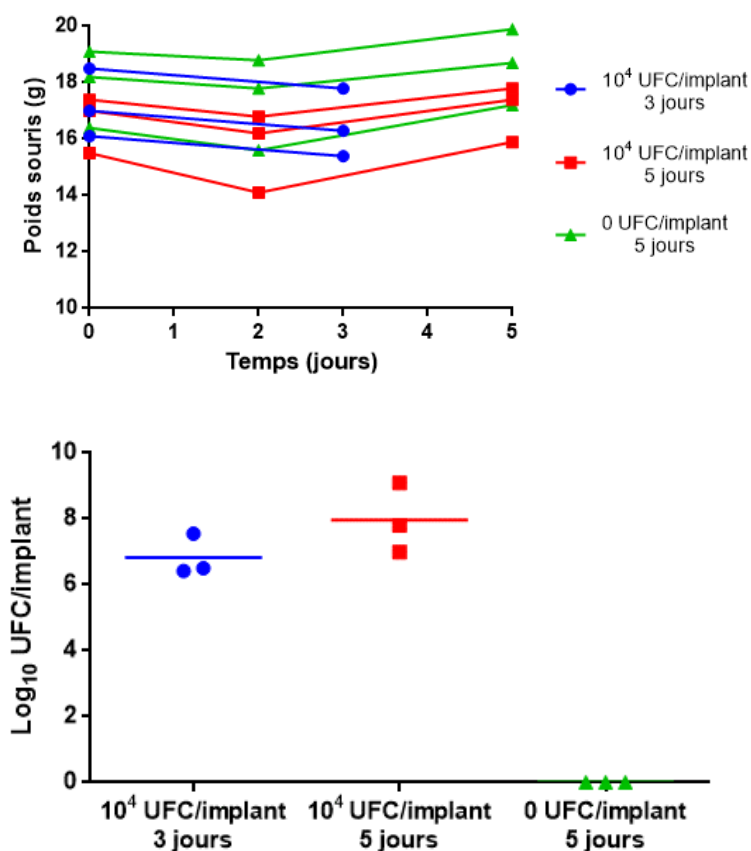 20
18
16
14
12
10
Poids souris (g)
0 1 2 3 4 5
Temps (jours)
10⁴ UFC/implant
3 jours
10⁴ UFC/implant
5 jours
0 UFC/implant
5 jours
10
8
6
4
2
0
Log₁₀ UFC/implant
10⁴ UFC/implant 10⁴ UFC/implant 0 UFC/implant
3 jours 5 jours 5 jours